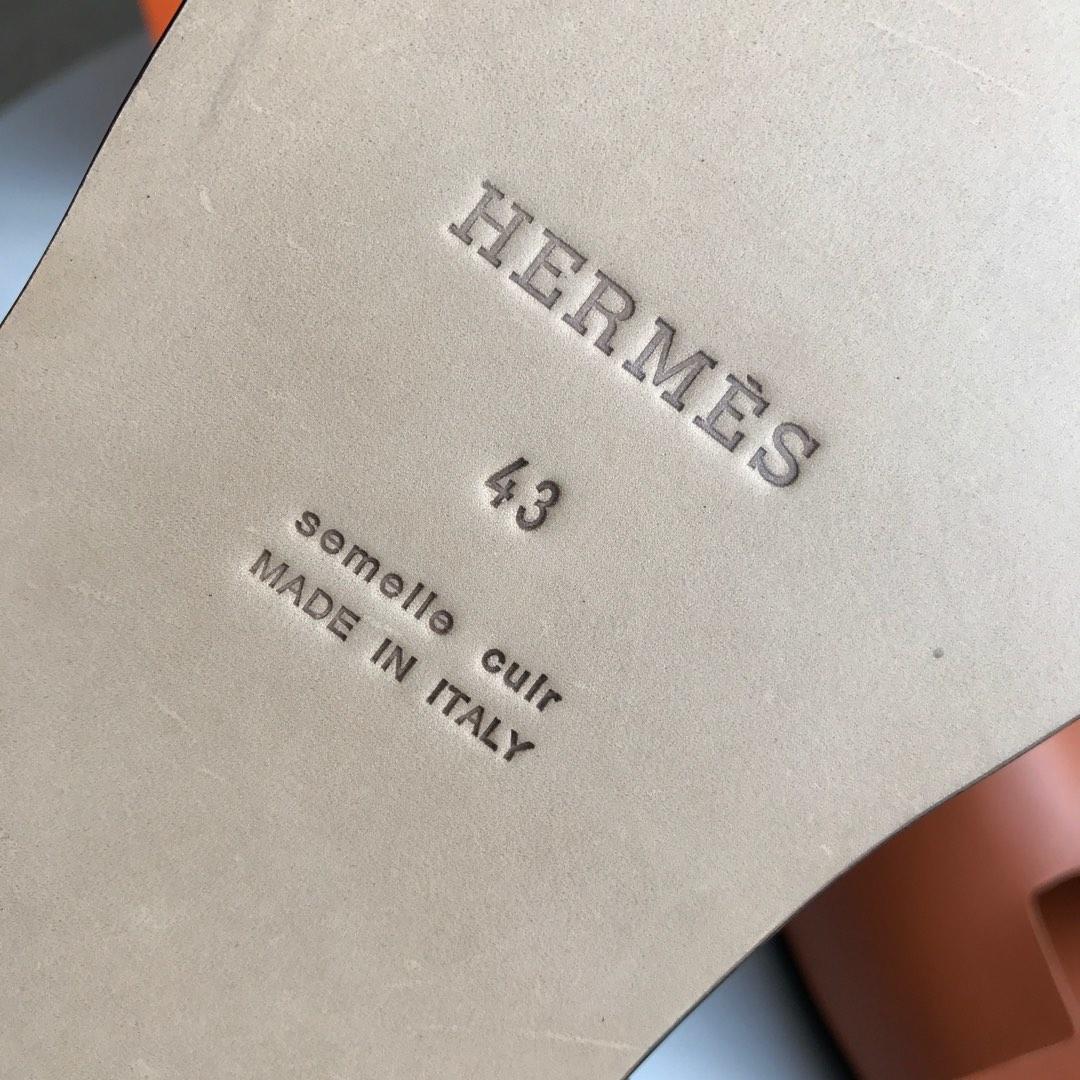 HERMÈS
43
semelle cuir
MADE IN ITALY